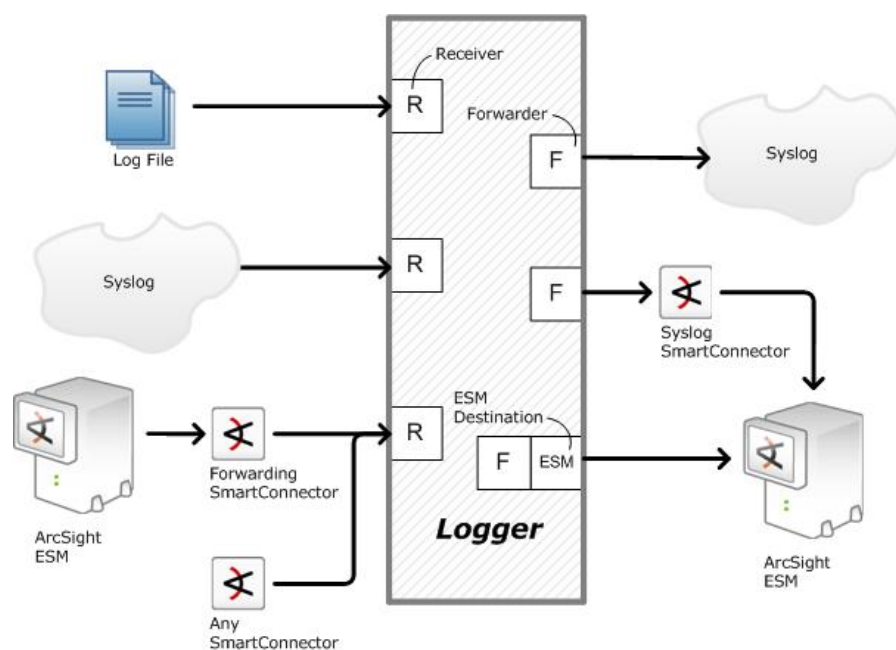 Receiver
R
Log File
Forwarder
F
Syslog
Syslog
R
F
Syslog
SmartConnector
ArcSight
ESM
Forwarding
SmartConnector
R
ESM
Destination
F
ESM
Logger
ArcSight
ESM
Any
SmartConnector